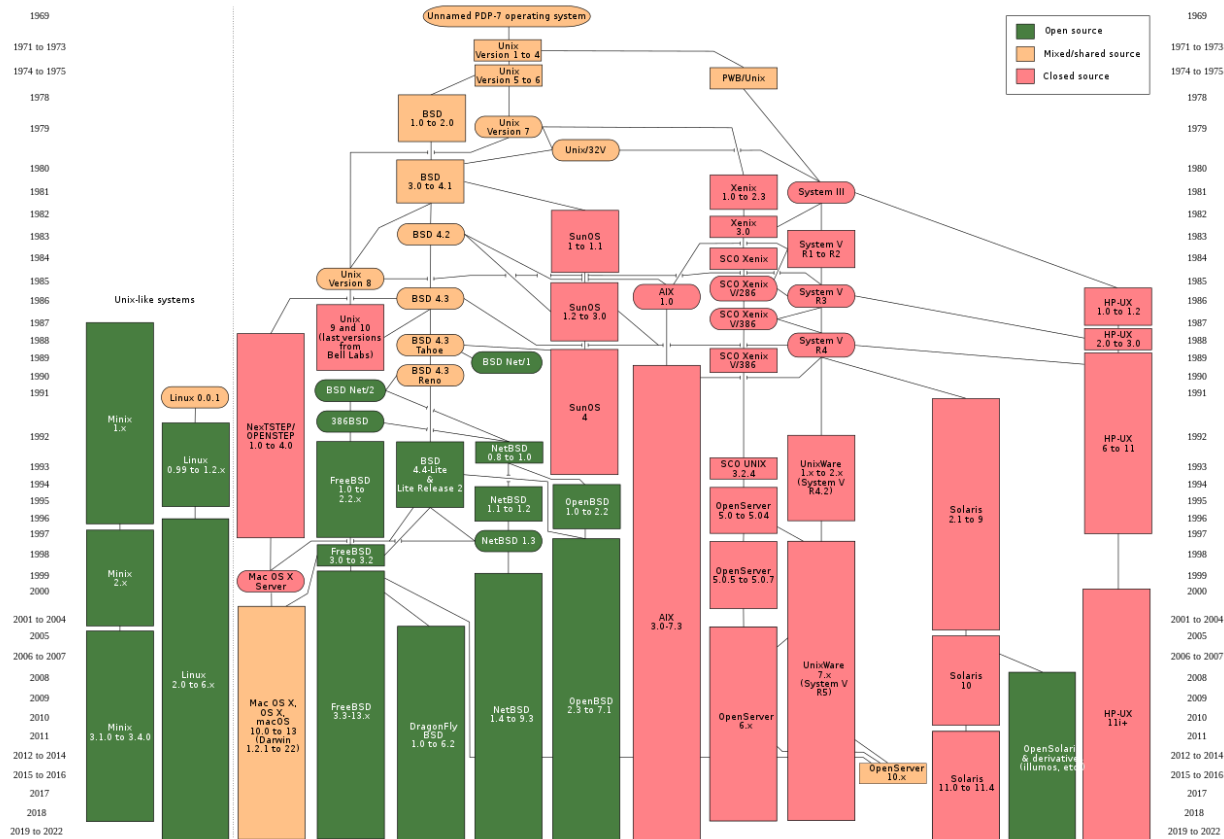 1969
1971 to 1973
1974 to 1975
1978
1979
1980
1981
1982
1983
1984
1985
1986
1987
1988
1989
1990
1991
1992
1993
1994
1995
1996
1997
1998
1999
2000
2001 to 2004
2005
2006 to 2007
2008
2009
2010
2011
2012 to 2014
2015 to 2016
2017
2018
2019 to 2022
Unix-like systems
Minix
1.x
Minix
2.x
Minix
3.1.0 to 3.4.0
Linux 0.0.1
Linux
0.99 to 1.2.x
Linux
2.0 to 6.x
Unnamed PDP-7 operating system
Unix
Version 1 to 4
Unix
Version 5 to 6
PWB/Unix
BSD
1.0 to 2.0
Unix
Version 7
Unix/32V
BSD
3.0 to 4.1
Xenix
1.0 to 2.3
System III
Xenix
3.0
BSD 4.2
SunOS
1 to 1.1
System V
R1 to R2
SCO Xenix
Unix
Version 8
SCO Xenix
V/286
AIX
1.0
System V
R3
BSD 4.3
HP-UX
1.0 to 1.2
Unix
9 and 10
(last versions
from
Bell Labs)
SunOS
1.2 to 3.0
SCO Xenix
V/386
HP-UX
2.0 to 3.0
BSD 4.3
Tahoe
System V
R4
BSD Net/1
SCO Xenix
V/386
BSD 4.3
Reno
BSD Net/2
386BSD
NexTSTEP/
OPENSTEP
1.0 to 4.0
SunOS
4
HP-UX
6 to 11
NetBSD
0.8 to 1.0
BSD
4.4-Lite
&
Lite Release 2
FreeBSD
1.0 to
2.2.x
SCO UNIX
3.2.4
UnixWare
1.x to 2.x
(System V
R4.2)
NetBSD
1.1 to 1.2
OpenBSD
1.0 to 2.2
OpenServer
5.0 to 5.04
Solaris
2.1 to 9
NetBSD 1.3
FreeBSD
3.0 to 3.2
OpenServer
5.0.5 to 5.0.7
Mac OS X
Server
AIX
3.0-7.3
UnixWare
7.x
(System V
R5)
Solaris
10
Mac OS X,
OS X,
macOS
10.0 to 13
(Darwin
1.2.1 to 22)
FreeBSD
3.3-13.x
DragonFly
BSD
1.0 to 6.2
NetBSD
1.4 to 9.3
OpenBSD
2.3 to 7.1
OpenServer
6.x
HP-UX
11i+
OpenSolaris
& derivatives
(illumos, etc.)
OpenServer
10.x
Solaris
11.0 to 11.4
Open source
Mixed/shared source
Closed source
1969
1971 to 1973
1974 to 1975
1978
1979
1980
1981
1982
1983
1984
1985
1986
1987
1988
1989
1990
1991
1992
1993
1994
1995
1996
1997
1998
1999
2000
2001 to 2004
2005
2006 to 2007
2008
2009
2010
2011
2012 to 2014
2015 to 2016
2017
2018
2019 to 2022